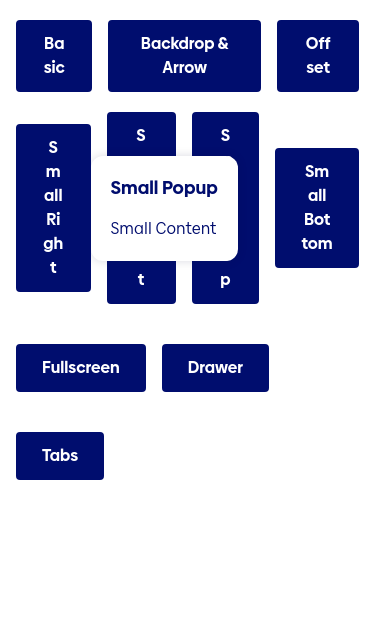 Ba
sic
Backdrop &
Arrow
Off
set
S
m
all
Ri
gh
t
S
t
S
p
Small Popup
Small Content
Sm
all
Bot
tom
Fullscreen
Drawer
Tabs